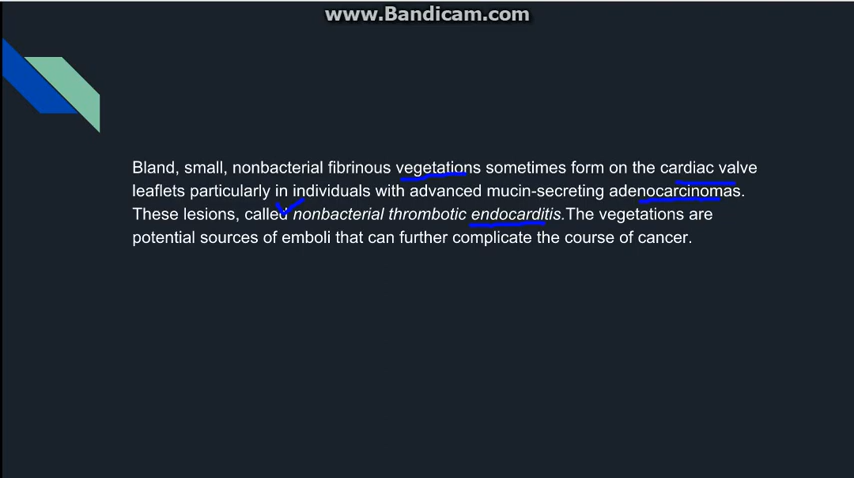 www.Bandicam.com
Bland, small, nonbacterial fibrinous vegetations sometimes form on the cardiac valve
leaflets particularly in individuals with advanced mucin-secreting adenocarcinomas.
These lesions, called nonbacterial thrombotic endocarditis.The vegetations are
potential sources of emboli that can further complicate the course of cancer.